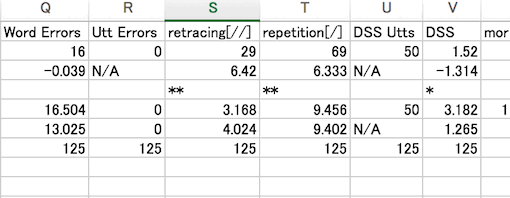 Q R S T U V
Word Errors Utt Errors retracing[//] repetition[/] DSS Utts DSS mor
16 0 29 69 50 1.52
−0.039 N/A 6.42 6.333 N/A −1.314
** ** *
16.504 0 3.168 9.456 50 3.182 1
13.025 0 4.024 9.402 N/A 1.265
125 125 125 125 125 125